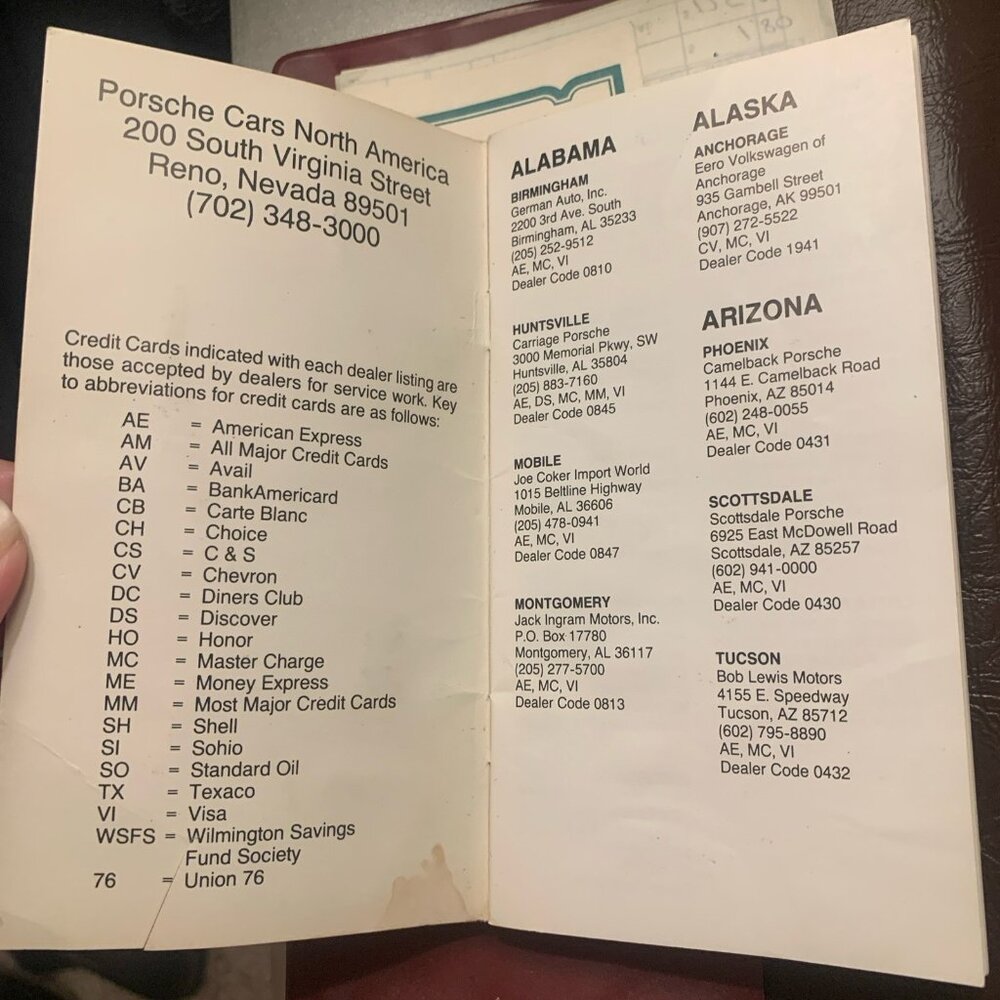 Porsche Cars North America
200 South Virginia Street
Reno, Nevada 89501
(702) 348-3000
Credit Cards indicated with each dealer listing are
those accepted by dealers for service work. Key
to abbreviations for credit cards are as follows:
AE = American Express
AM = All Major Credit Cards
AV = Avail
BA = BankAmericard
CB = Carte Blanc
CH = Choice
CS = C & S
CV = Chevron
DC = Diners Club
DS = Discover
HO = Honor
MC = Master Charge
ME = Money Express
MM = Most Major Credit Cards
SH = Shell
SI = Sohio
SO = Standard Oil
TX = Texaco
VI = Visa
WSFS = Wilmington Savings
Fund Society
76 = Union 76
ALABAMA
BIRMINGHAM
German Auto, Inc.
2200 3rd Ave. South
Birmingham, AL 35233
(205) 252-9512
AE, MC, VI
Dealer Code 0810
HUNTSVILLE
Carriage Porsche
3000 Memorial Pkwy, SW
Huntsville, AL 35804
(205) 883-7160
AE, DS, MC, MM, VI
Dealer Code 0845
MOBILE
Joe Coker Import World
1015 Beltline Highway
Mobile, AL 36606
(205) 478-0941
AE, MC, VI
Dealer Code 0847
MONTGOMERY
Jack Ingram Motors, Inc.
P.O. Box 17780
Montgomery, AL 36117
(205) 277-5700
AE, MC, VI
Dealer Code 0813
ALASKA
ANCHORAGE
Eero Volkswagen of
Anchorage
935 Gambell Street
Anchorage, AK 99501
(907) 272-5522
CV, MC, VI
Dealer Code 1941
ARIZONA
PHOENIX
Camelback Porsche
1144 E. Camelback Road
Phoenix, AZ 85014
(602) 248-0055
AE, MC, VI
Dealer Code 0431
SCOTTSDALE
Scottsdale Porsche
6925 East McDowell Road
Scottsdale, AZ 85257
(602) 941-0000
AE, MC, VI
Dealer Code 0430
TUCSON
Bob Lewis Motors
4155 E. Speedway
Tucson, AZ 85712
(602) 795-8890
AE, MC, VI
Dealer Code 0432